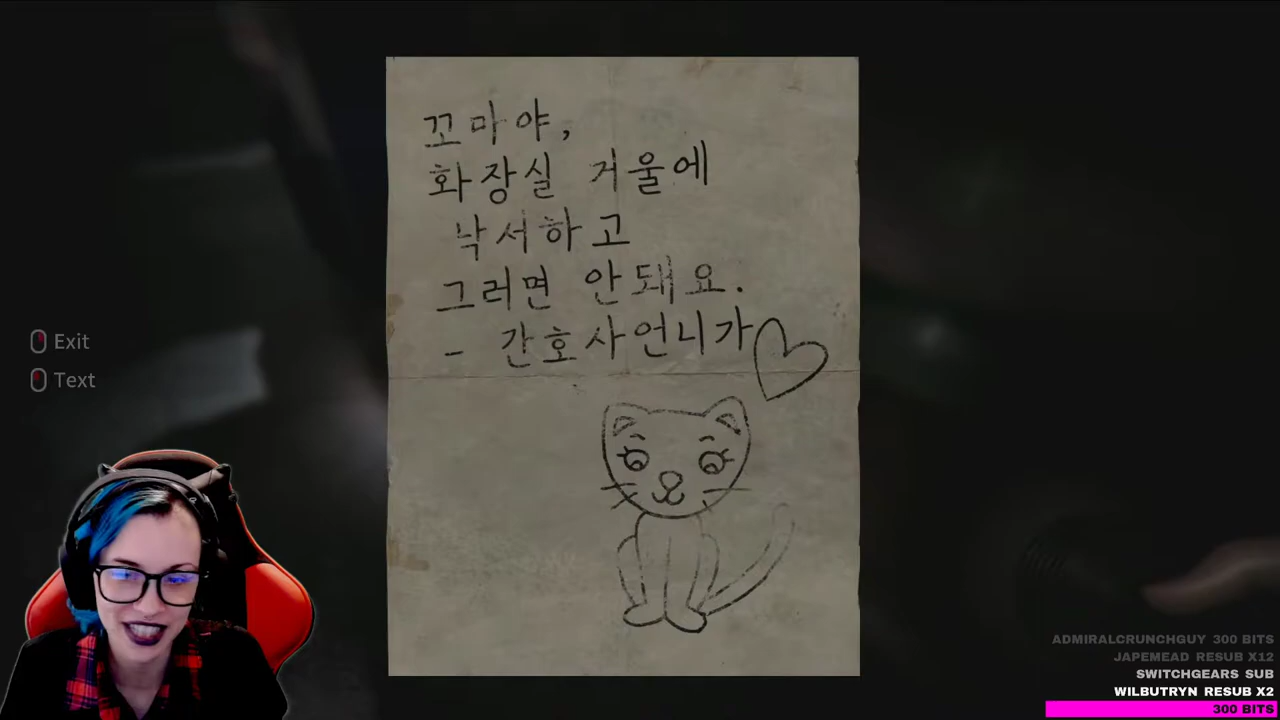 꼬마야,
화장실 거울에
낙서하고
그러면 안돼요.
- 간호사언니가
Exit
Text
ADMIRALCRUNCHGUY 300 BITS
JAPEMEAD RESUB X12
SWITCHGEARS SUB
WILBUTRYN RESUB X2
300 BITS